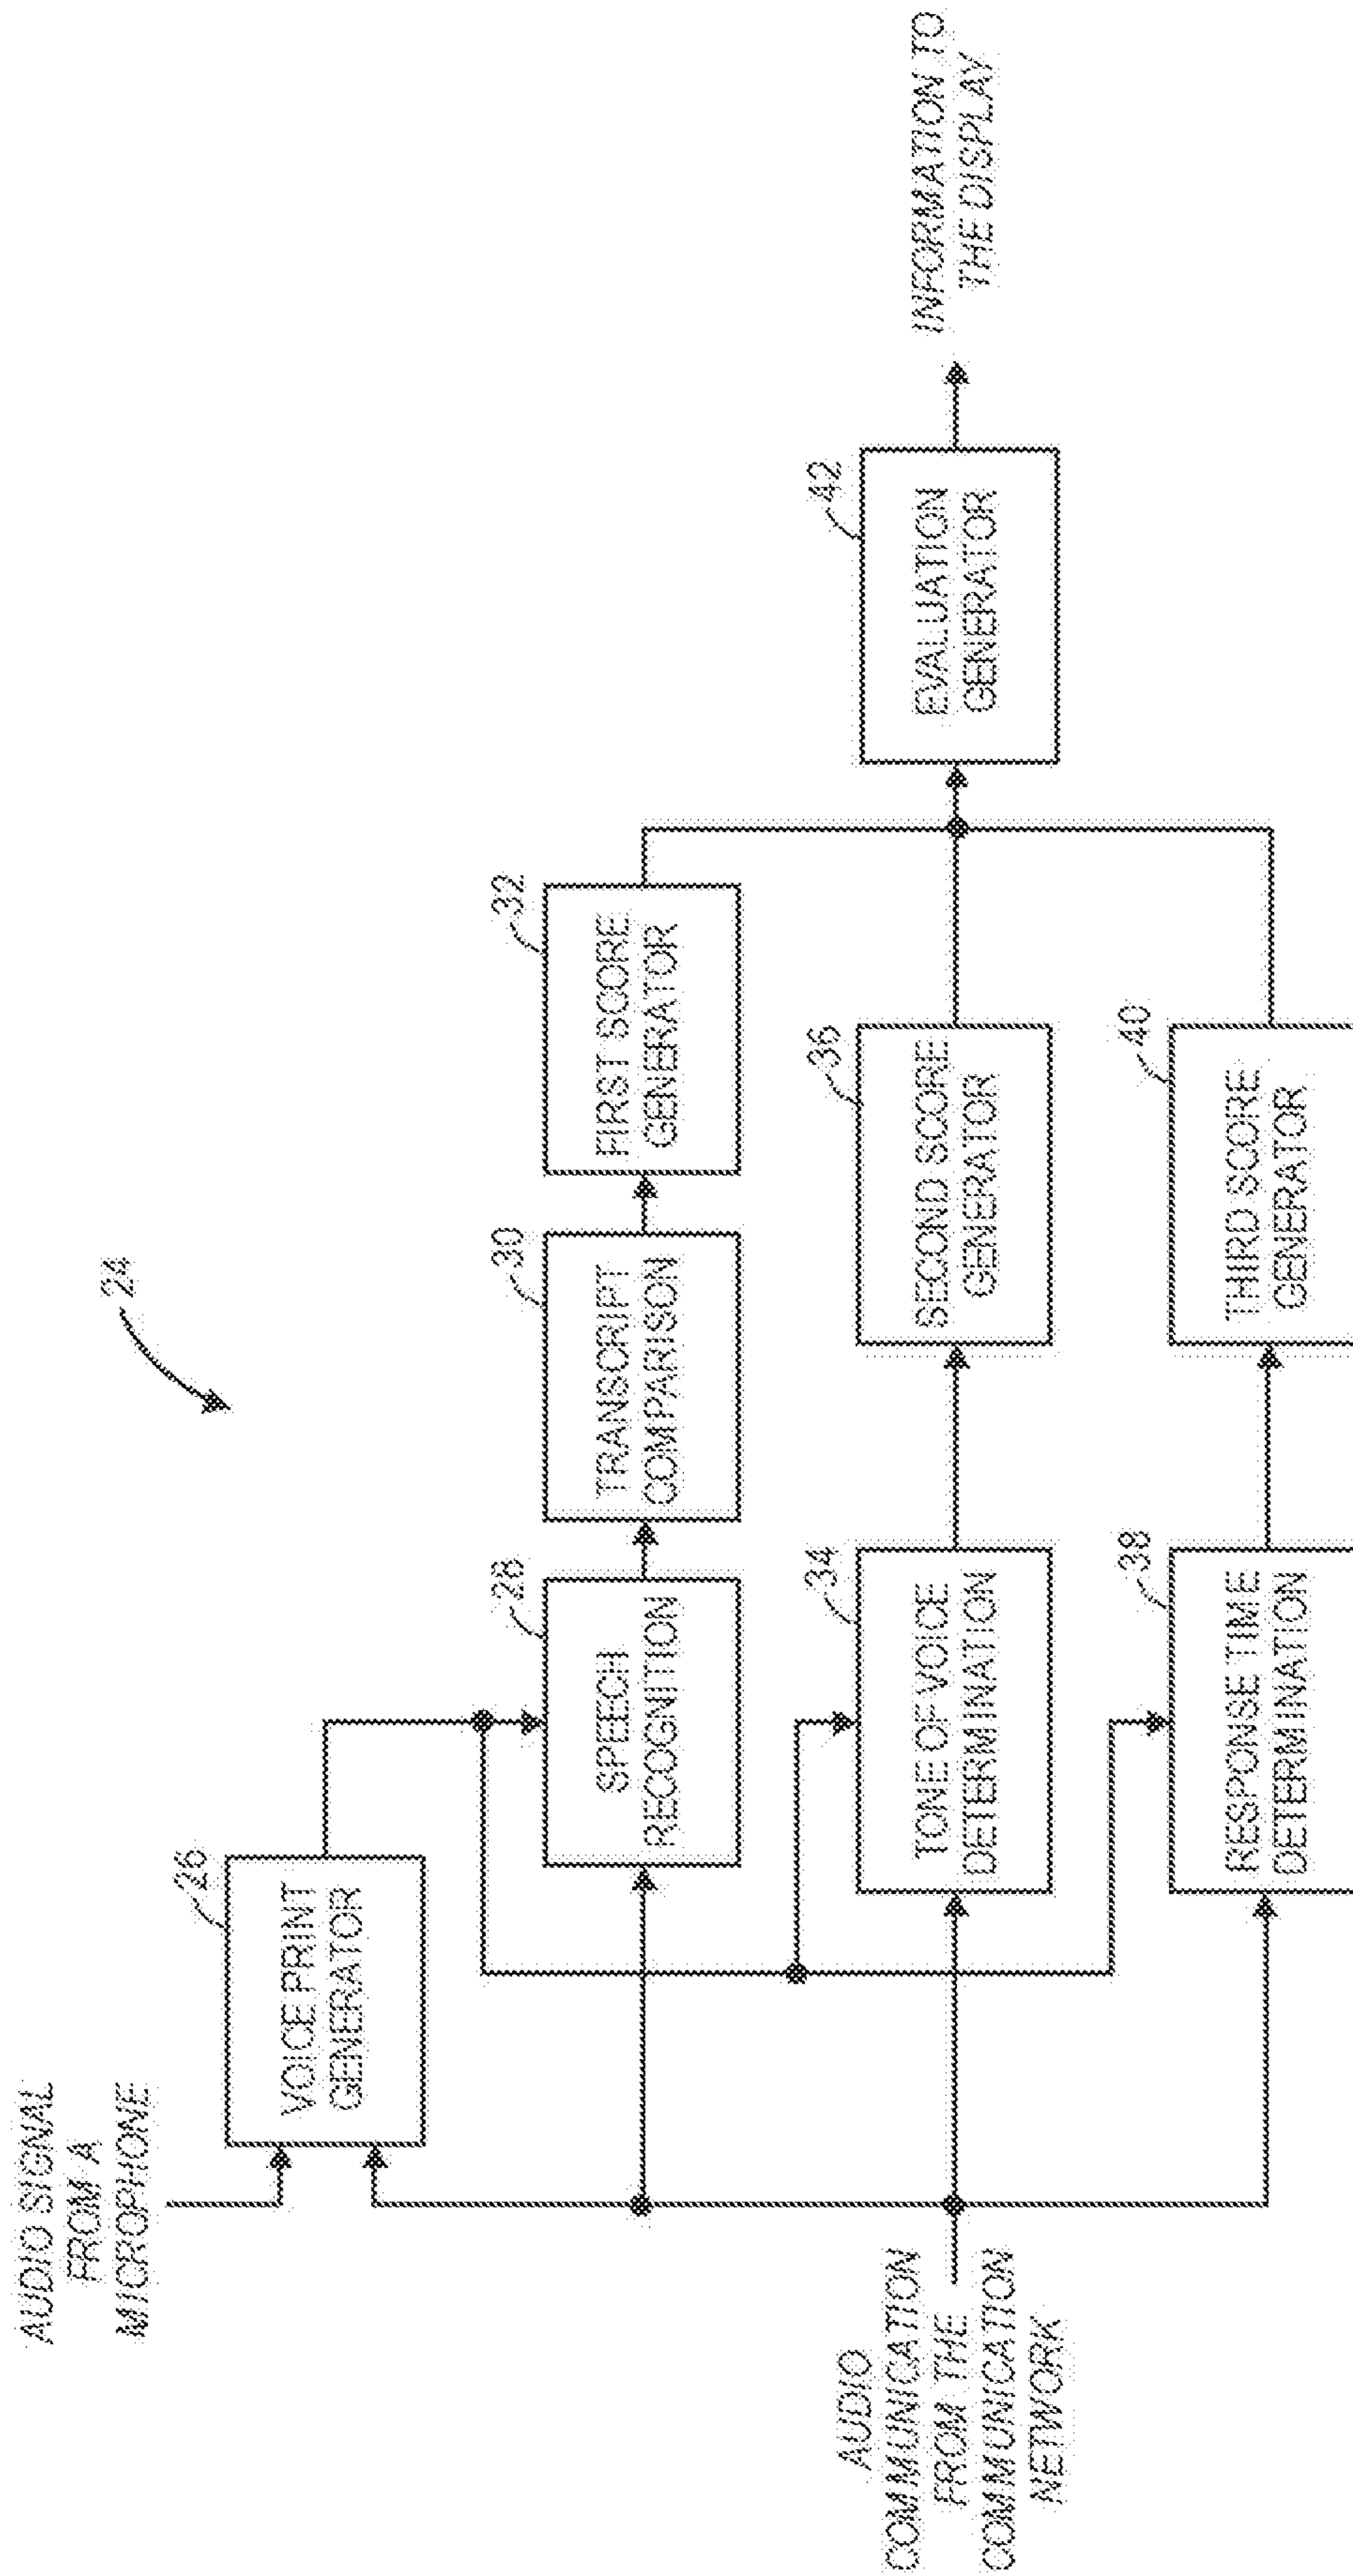 24
AUDIO SIGNAL
FROM A
MICROPHONE
26
VOICE PRINT
GENERATOR
28
SPEECH
RECOGNITION
30
TRANSCRIPT
COMPARISON
32
FIRST SCORE
GENERATOR
AUDIO
COMMUNICATION
FROM THE
COMMUNICATION
NETWORK
34
TONE OF VOICE
DETERMINATION
36
SECOND SCORE
GENERATOR
42
EVALUATION
GENERATOR
INFORMATION TO
THE DISPLAY
38
RESPONSE TIME
DETERMINATION
40
THIRD SCORE
GENERATOR